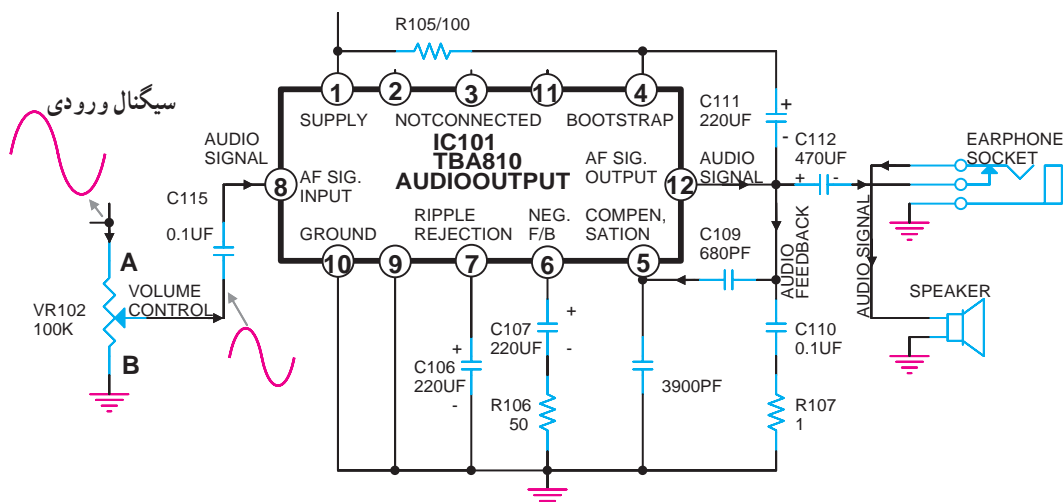 R105/100
سیگنال ورودی
1
2
3
11
4
SUPPLY
NOTCONNECTED
BOOTSTRAP
IC101
TBA810
AUDIOOUTPUT
C111
220UF
+
-
C112
470UF
+
-
EARPHONE
SOCKET
AUDIO
SIGNAL
8
AF SIG.
INPUT
AF SIG.
OUTPUT
12
AUDIO
SIGNAL
C115
0.1UF
GROUND
RIPPLE
REJECTION
NEG.
F/B
COMPEN,
SATION
10
9
7
6
5
C109
680PF
AUDIO
FEEDBACK
AUDIO SIGNAL
SPEAKER
A
VOLUME
CONTROL
VR102
100K
B
C107
220UF
+
-
C106
220UF
+
-
R106
50
3900PF
C110
0.1UF
R107
1